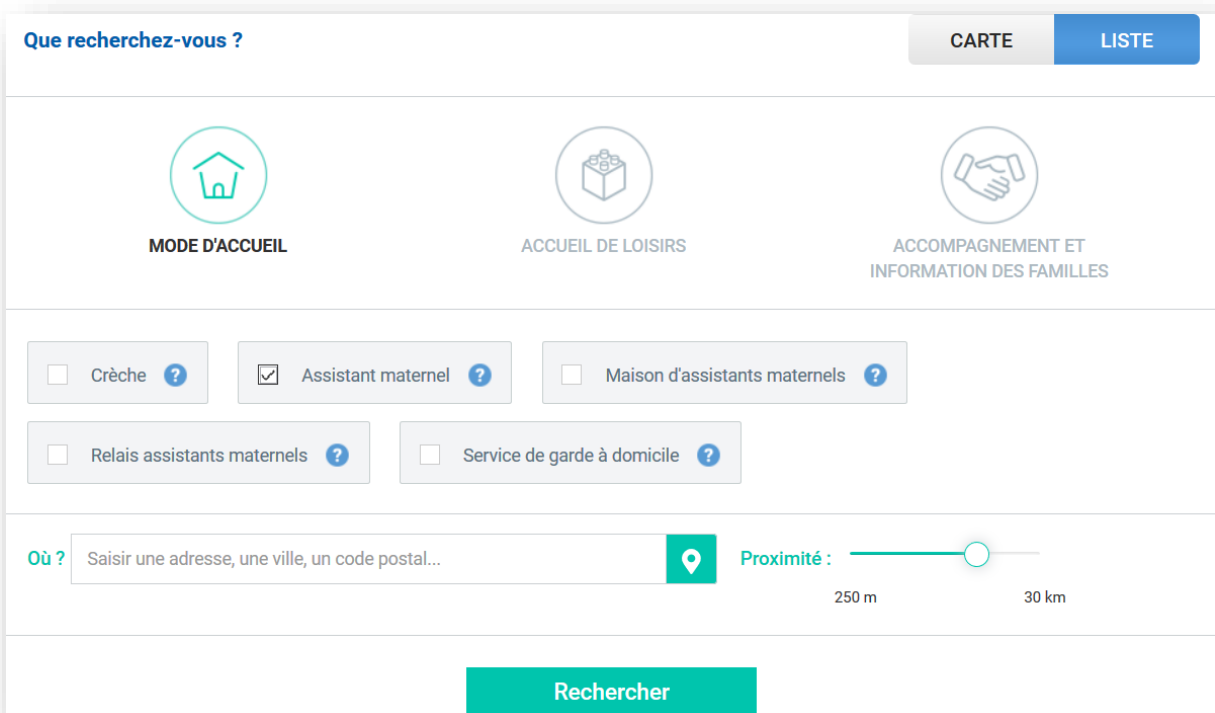 Que recherchez-vous ?
CARTE
LISTE
MODE D'ACCUEIL
ACCUEIL DE LOISIRS
ACCOMPAGNEMENT ET
INFORMATION DES FAMILLES
Crèche ?
Assistant maternel ?
Maison d'assistants maternels ?
Relais assistants maternels ?
Service de garde à domicile ?
Où ? Saisir une adresse, une ville, un code postal...
Proximité :
250 m
30 km
Rechercher